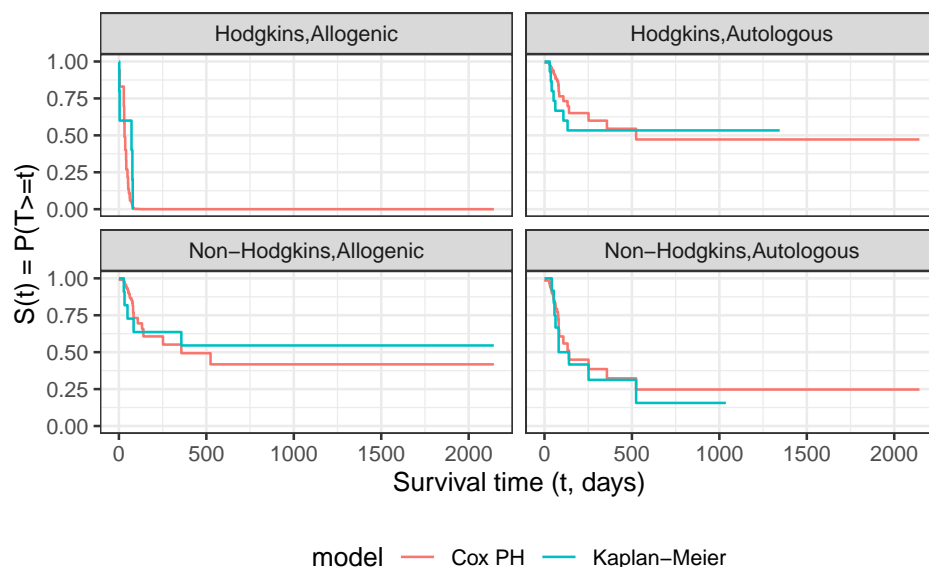 Hodgkins,Allogenic
Hodgkins,Autologous
1.00
0.75
0.50
0.25
0.00
Non−Hodgkins,Allogenic
Non−Hodgkins,Autologous
1.00
0.75
0.50
0.25
0.00
S(t) = P(T>=t)
0 500 1000 1500 2000
0 500 1000 1500 2000
Survival time (t, days)
model Cox PH Kaplan−Meier